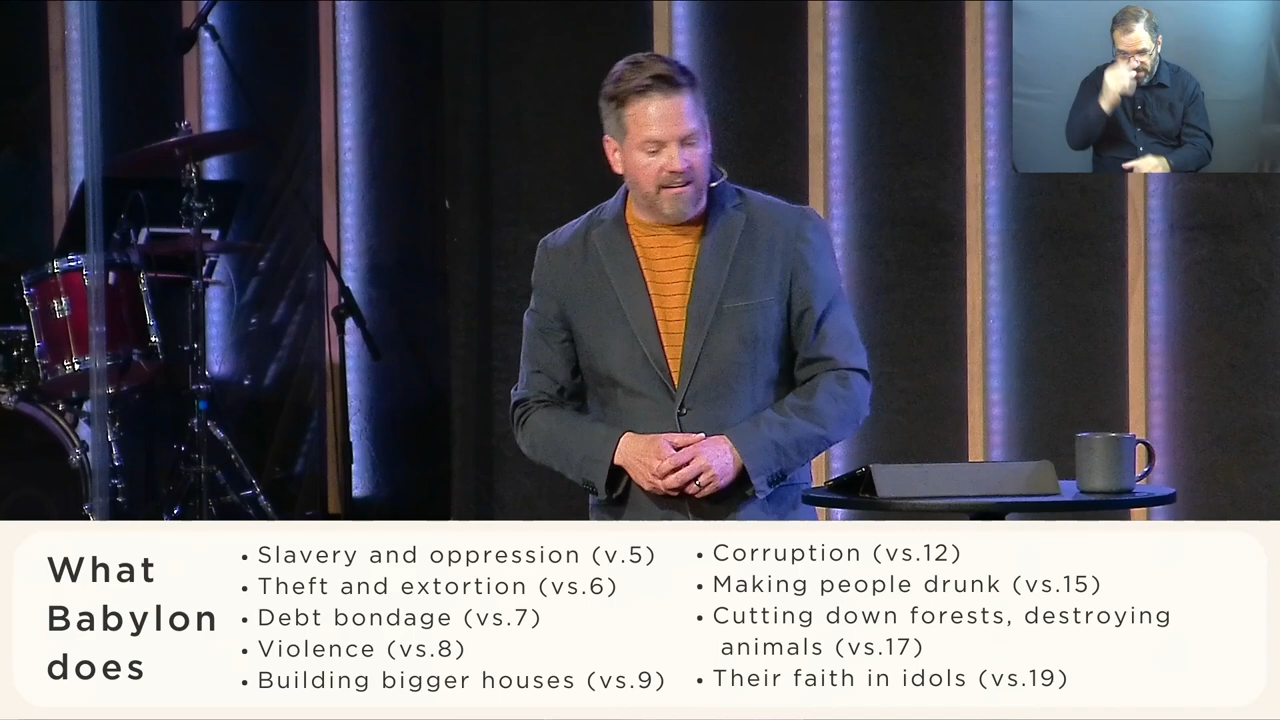 What
Babylon
does
• Slavery and oppression (v.5)
• Theft and extortion (vs.6)
• Debt bondage (vs.7)
• Violence (vs.8)
• Building bigger houses (vs.9)
• Corruption (vs.12)
• Making people drunk (vs.15)
• Cutting down forests, destroying
animals (vs.17)
• Their faith in idols (vs.19)